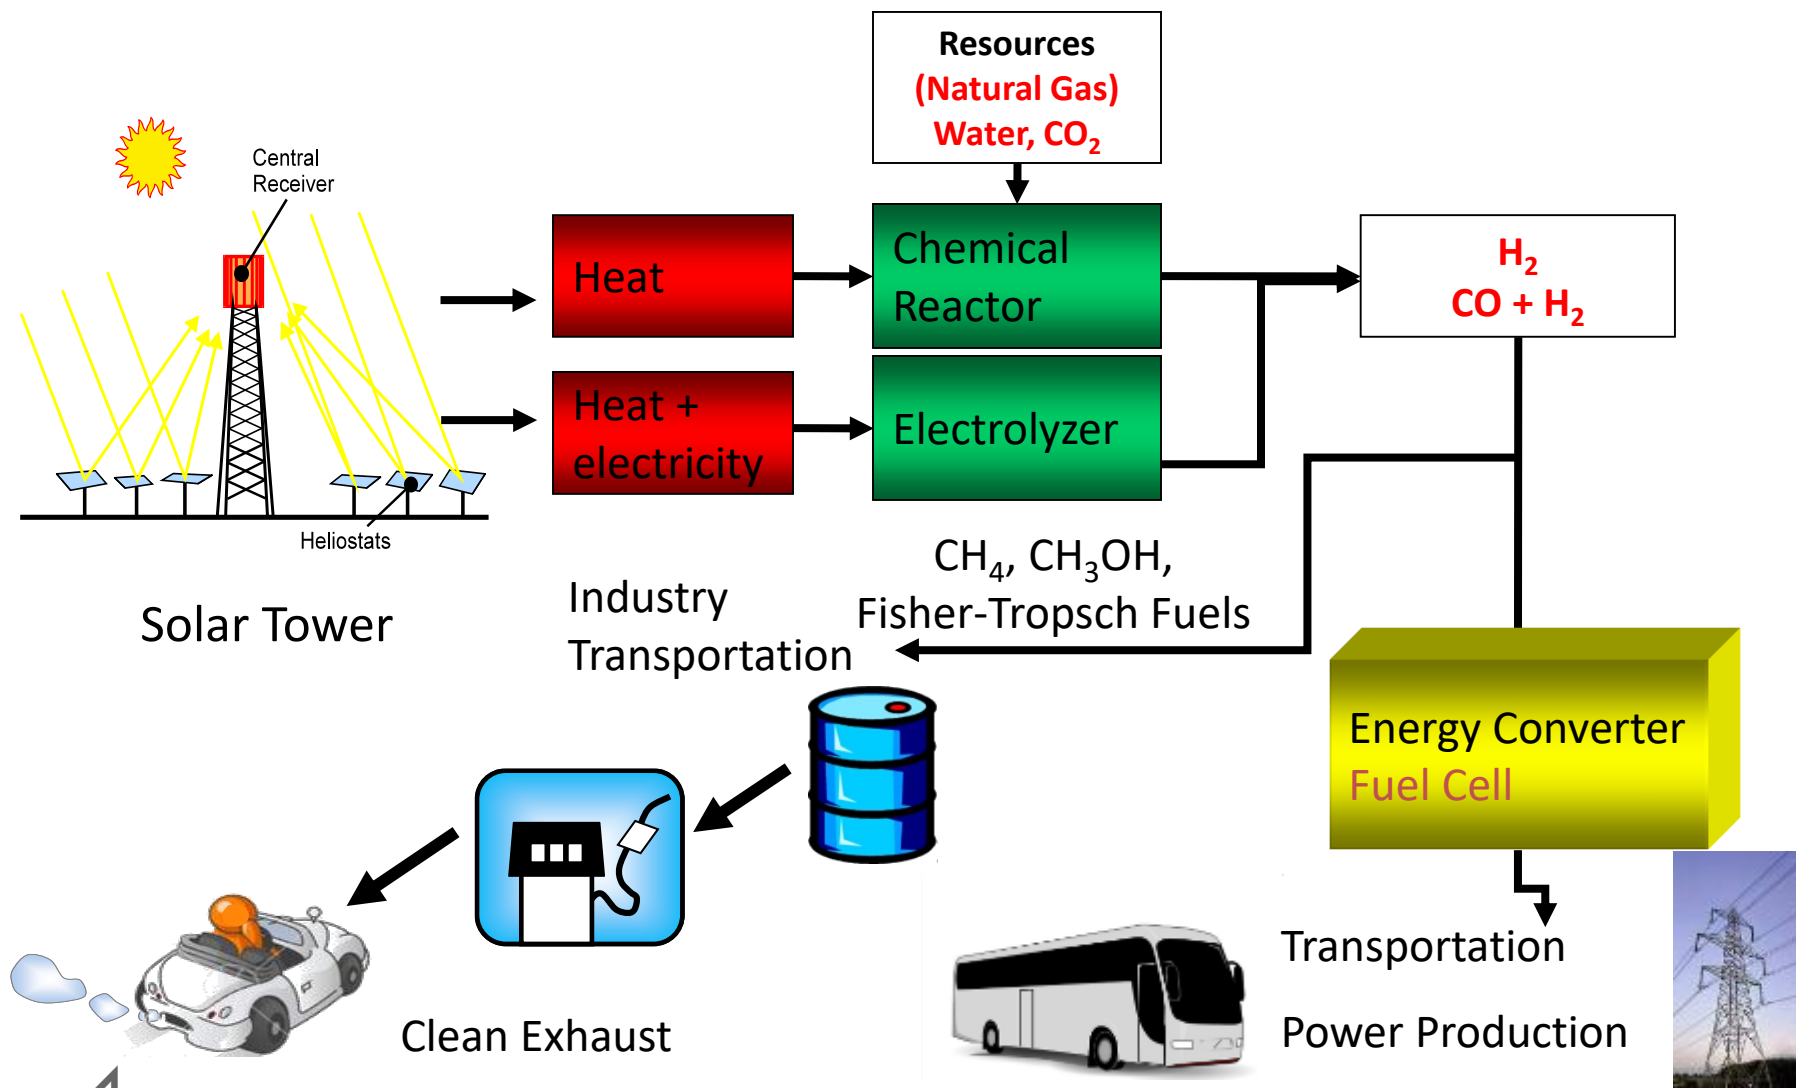 Resources
(Natural Gas)
Water, CO₂
Central
Receiver
Heat
Chemical
Reactor
H₂
CO + H₂
Heat +
electricity
Electrolyzer
Heliostats
Solar Tower
CH₄, CH₃OH,
Fisher-Tropsch Fuels
Industry
Transportation
Energy Converter
Fuel Cell
Clean Exhaust
Transportation
Power Production